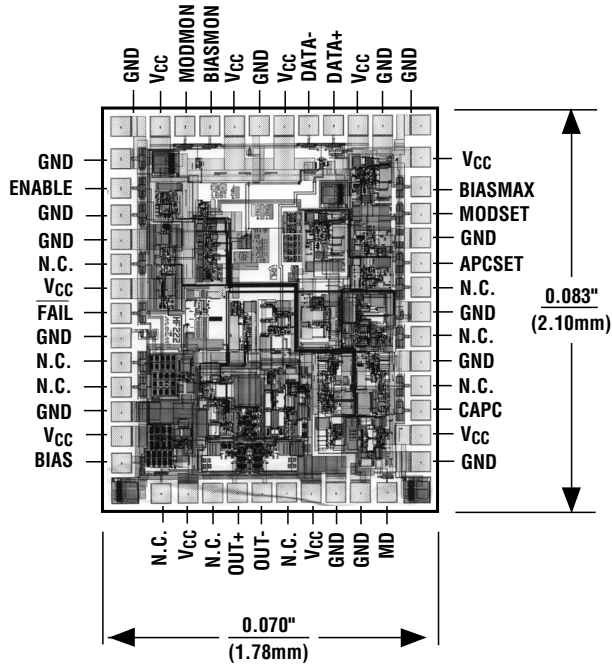 GND
VCC
MODMON
BIASMON
VCC
GND
VCC
DATA-
DATA+
VCC
GND
GND
GND
ENABLE
GND
GND
N.C.
VCC
FAIL
GND
N.C.
N.C.
GND
VCC
BIAS
VCC
BIASMAX
MODSET
GND
APCSET
N.C.
GND
N.C.
GND
N.C.
CAPC
VCC
GND
0.083"
(2.10mm)
N.C.
VCC
N.C.
OUT+
OUT-
N.C.
VCC
GND
GND
MD
0.070"
(1.78mm)